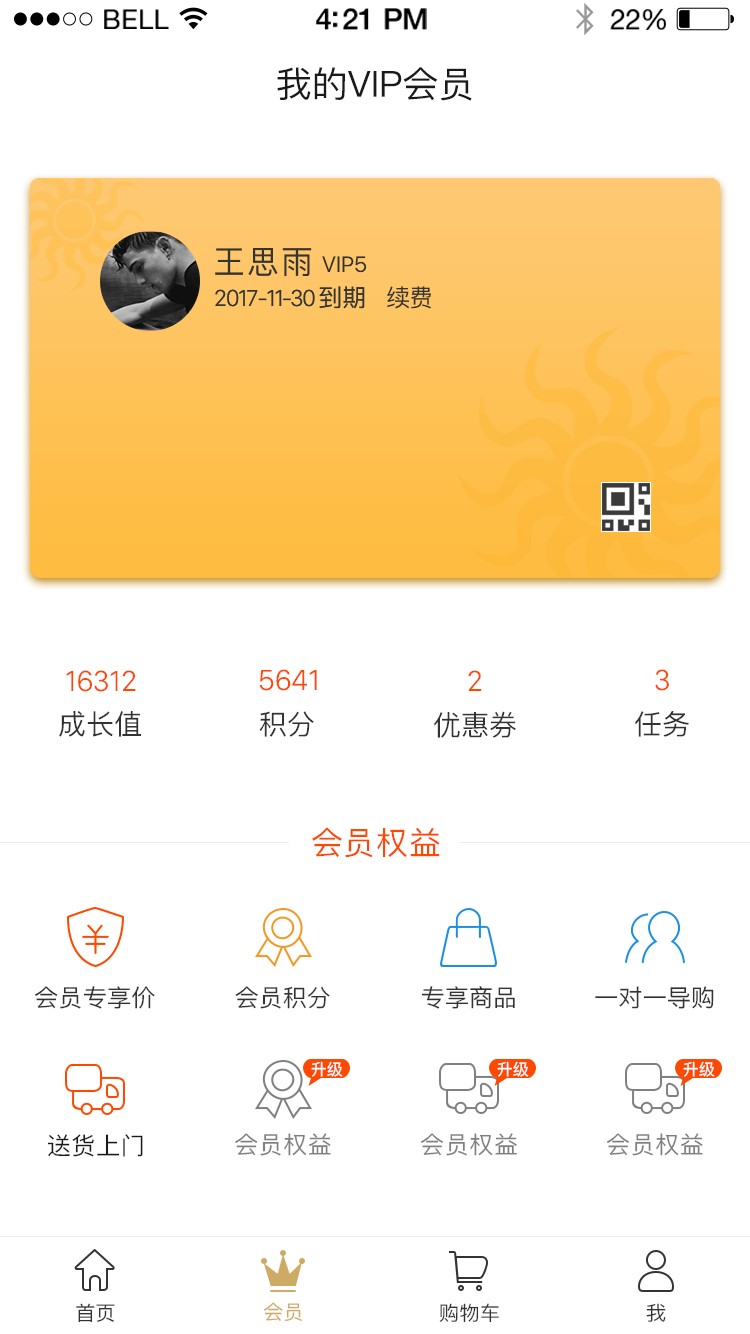 BELL 4:21 PM 22%
我的VIP会员
王思雨 VIP5
2017-11-30到期 续费
16312 5641 2 3
成长值 积分 优惠券 任务
会员权益
会员专享价 会员积分 专享商品 一对一导购
升级 升级 升级
送货上门 会员权益 会员权益 会员权益
首页 会员 购物车 我